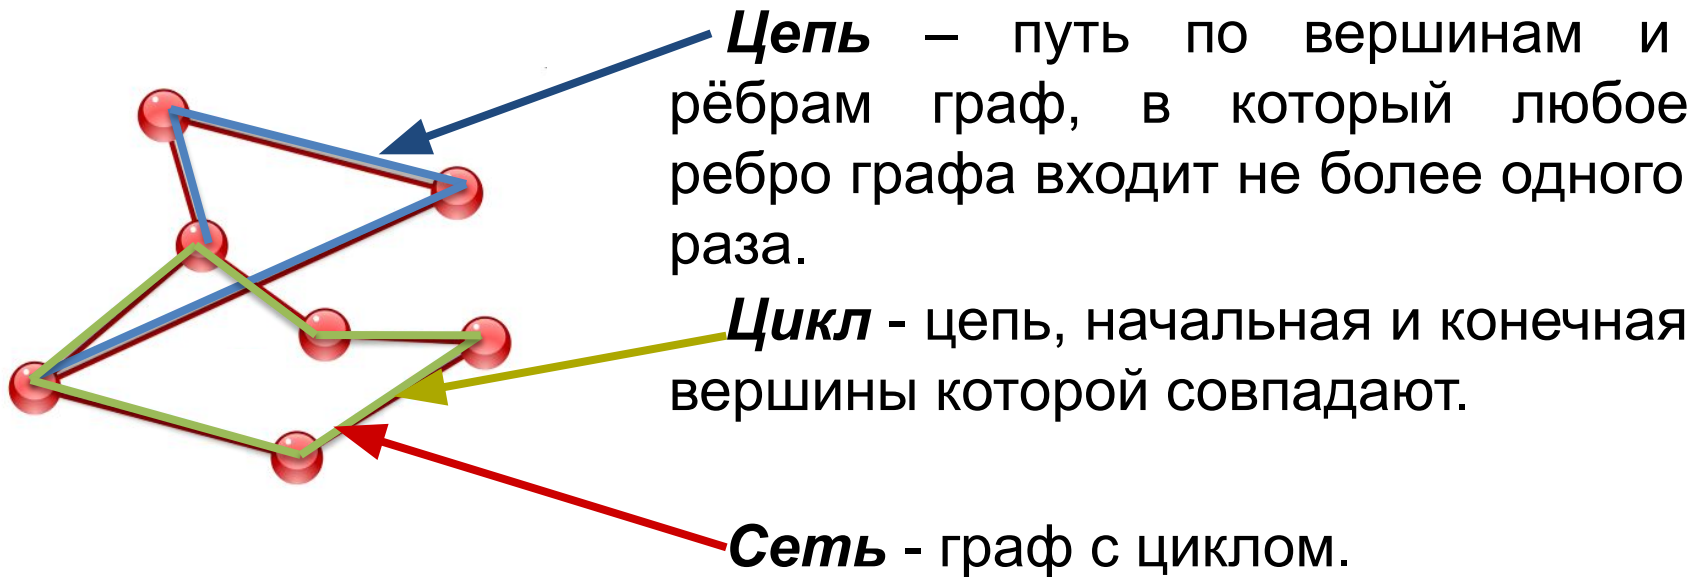 Цепь – путь по вершинам и
рёбрам граф, в который любое
ребро графа входит не более одного
раза.
Цикл - цепь, начальная и конечная
вершины которой совпадают.
Сеть - граф с циклом.